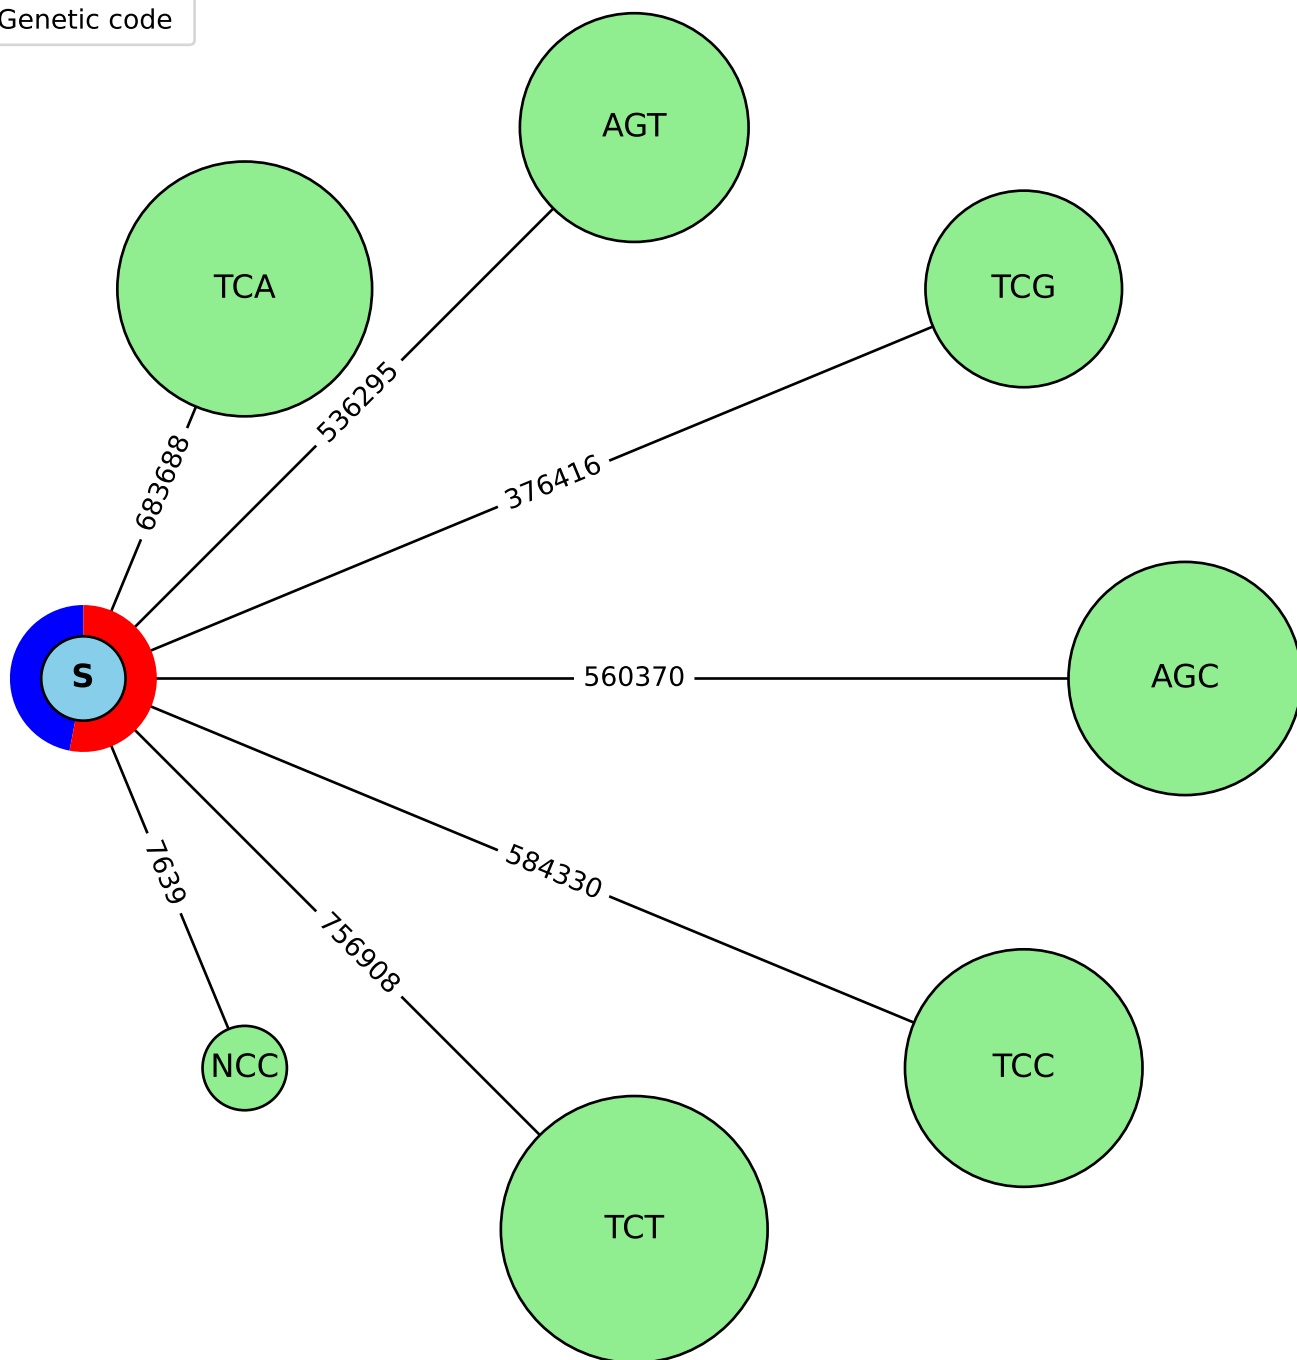 Genetic code
AGT
TCG
TCA
536295
683688
376416
S
560370
AGC
584330
7639
756908
NCC
TCC
TCT